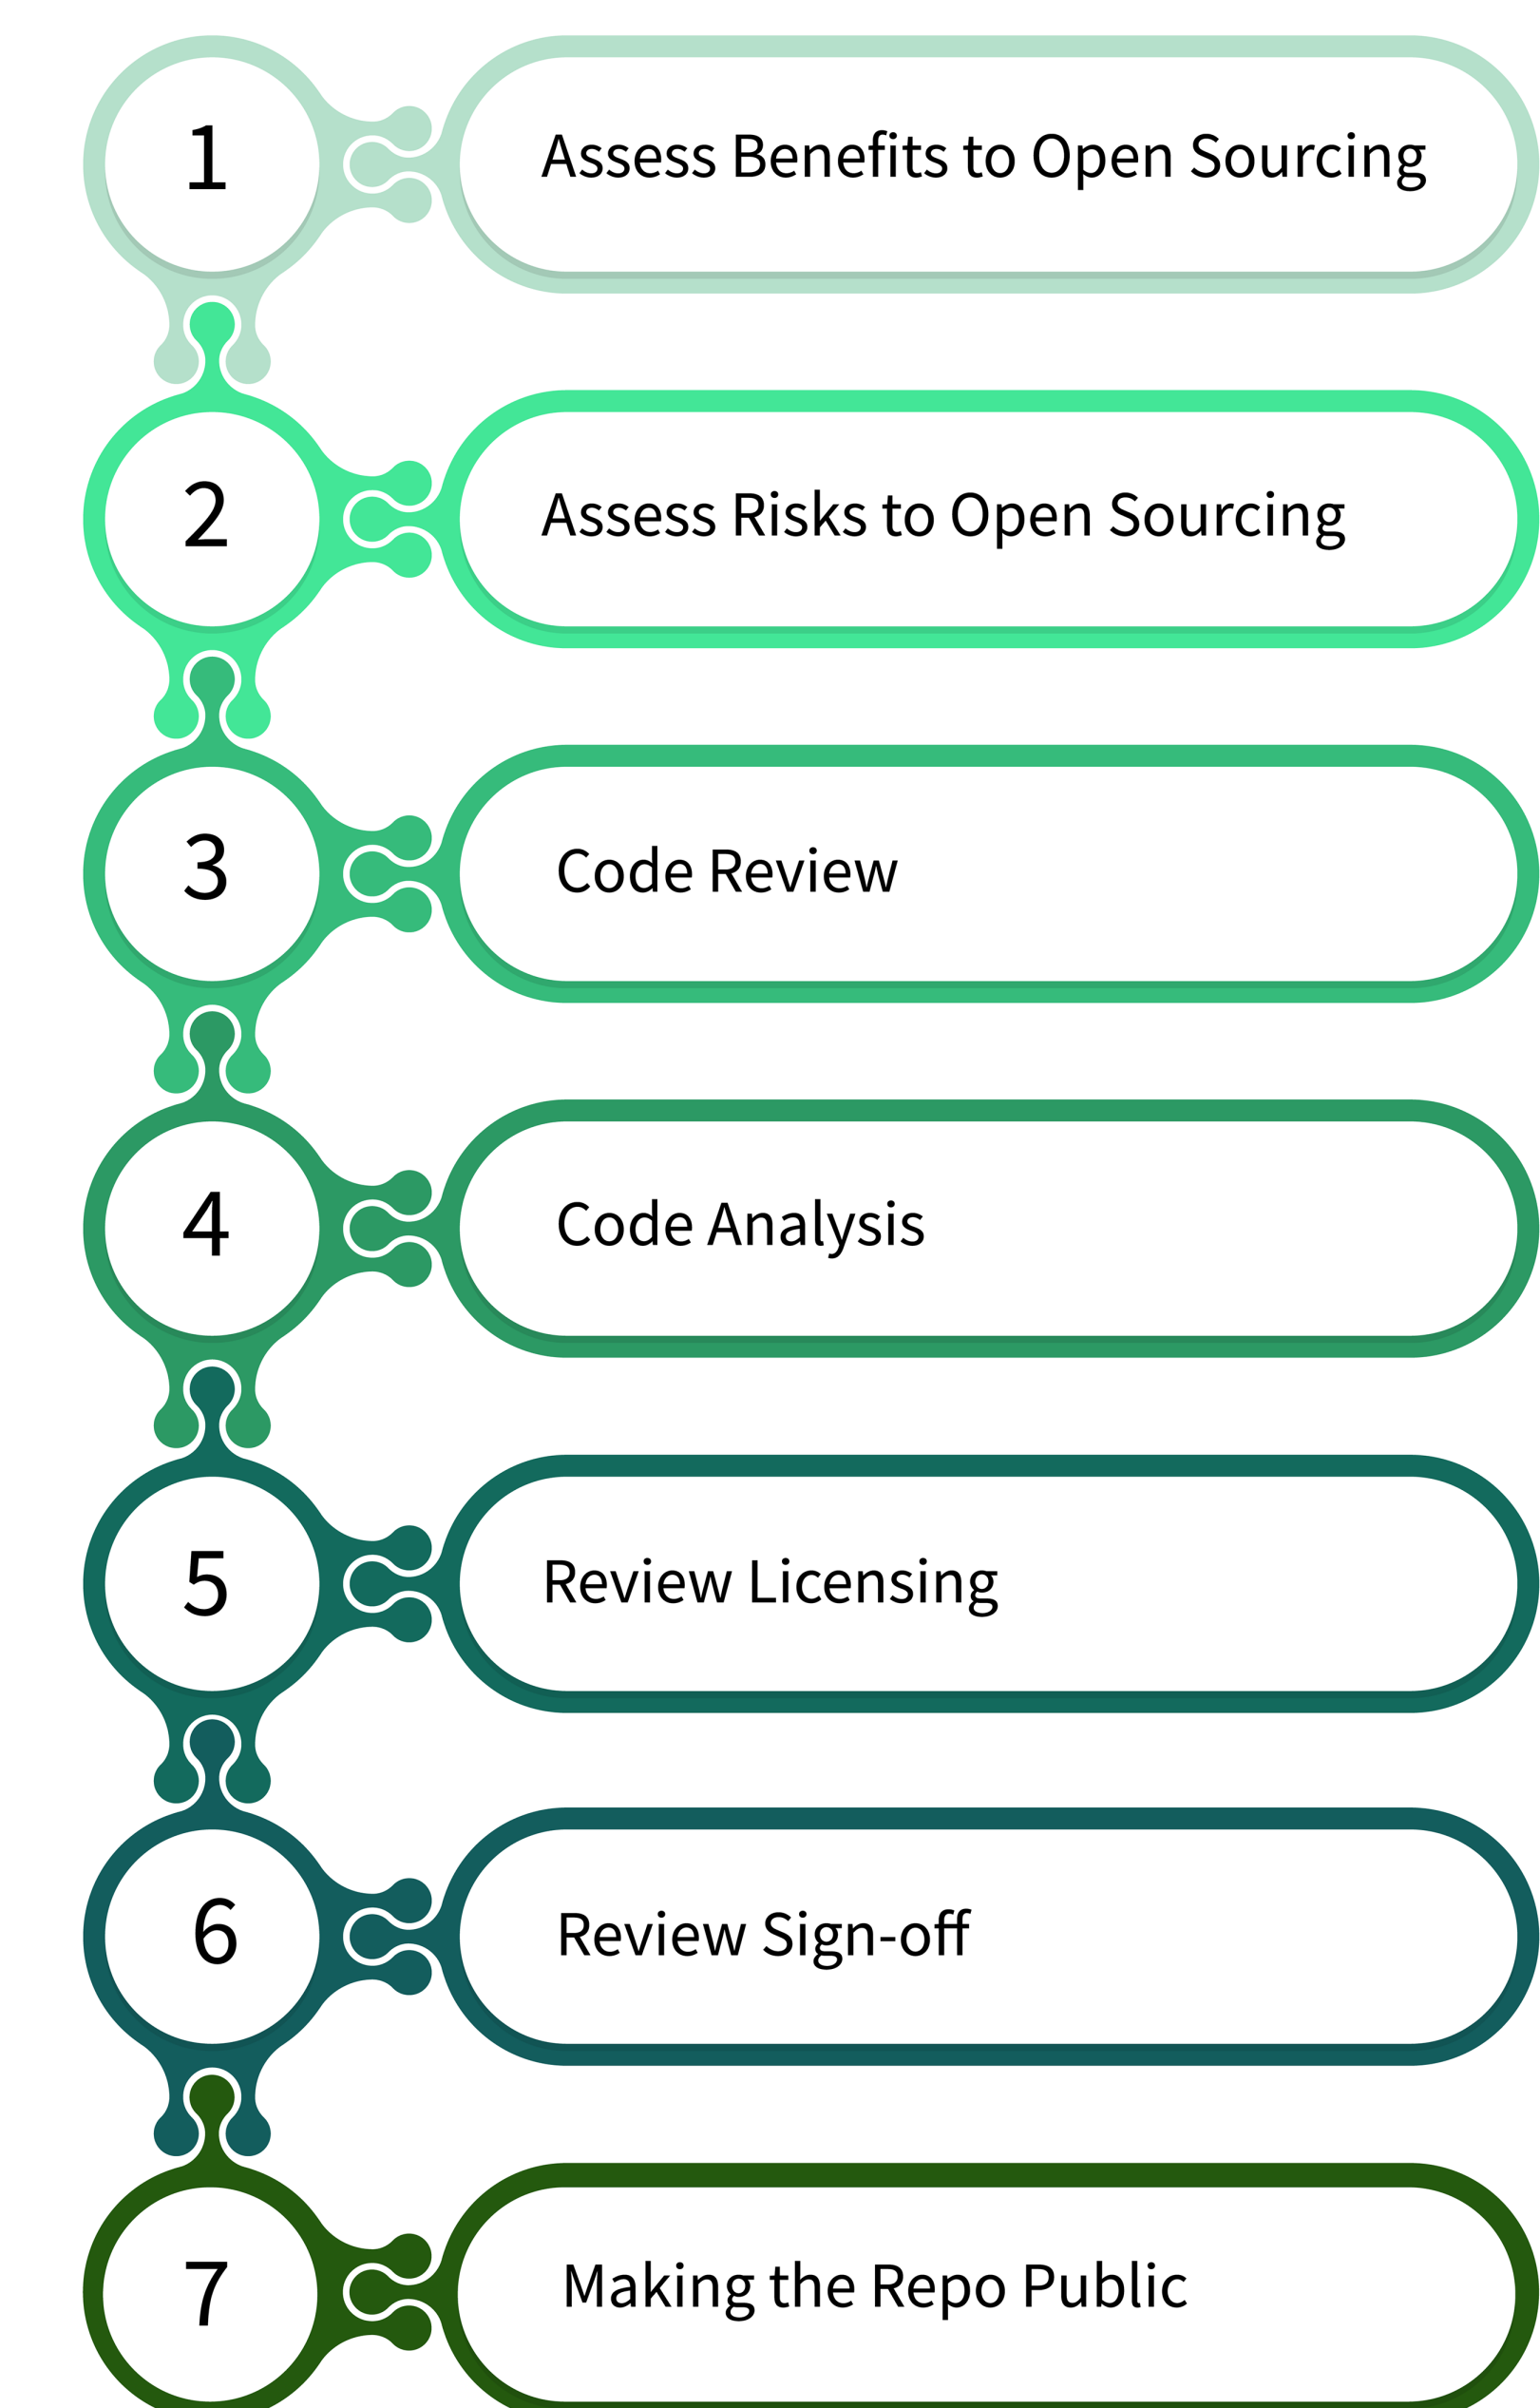 1
Assess Benefits to Open Sourcing
2
Assess Risks to Open Sourcing
3
Code Review
4
Code Analysis
5
Review Licensing
6
Review Sign-off
7
Making the Repo Public